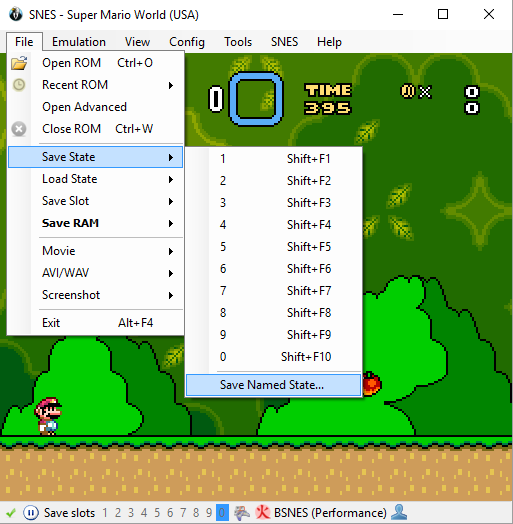 SNES - Super Mario World (USA)
File Emulation View Config Tools SNES Help
Open ROM Ctrl+O
Recent ROM
Open Advanced
Close ROM Ctrl+W
Save State
Load State
Save Slot
Save RAM
Movie
AVI/WAV
Screenshot
Exit Alt+F4
1 Shift+F1
2 Shift+F2
3 Shift+F3
4 Shift+F4
5 Shift+F5
6 Shift+F6
7 Shift+F7
8 Shift+F8
9 Shift+F9
0 Shift+F10
Save Named State...
0
TIME
395
x 0
0
Save slots 1 2 3 4 5 6 7 8 9 0 BSNES (Performance)